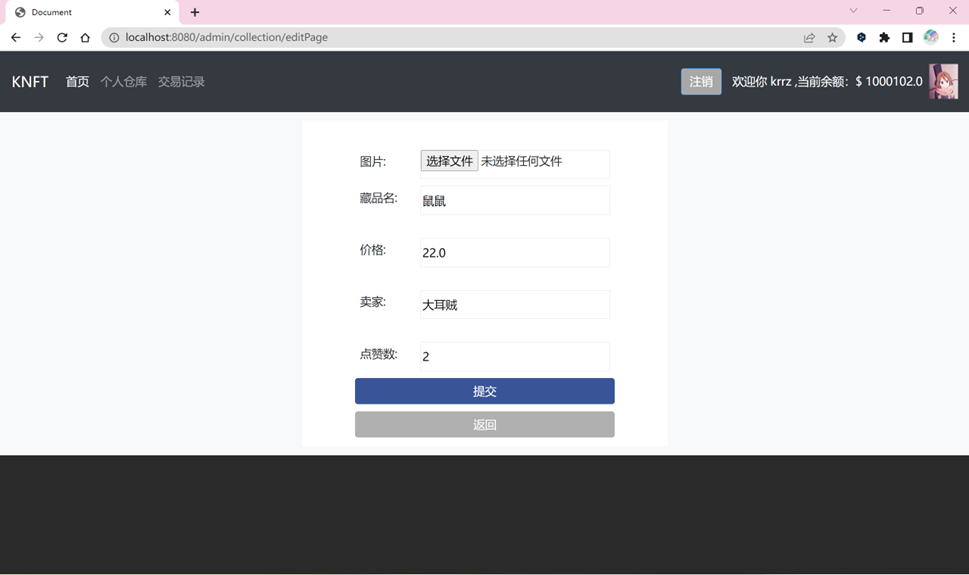 Document
localhost:8080/admin/collection/editPage
KNFT 首页 个人仓库 交易记录 注销 欢迎你 krrz ,当前余额: $ 1000102.0
图片: 选择文件 未选择任何文件
藏品名: 鼠鼠
价格: 22.0
卖家: 大耳贼
点赞数: 2
提交
返回